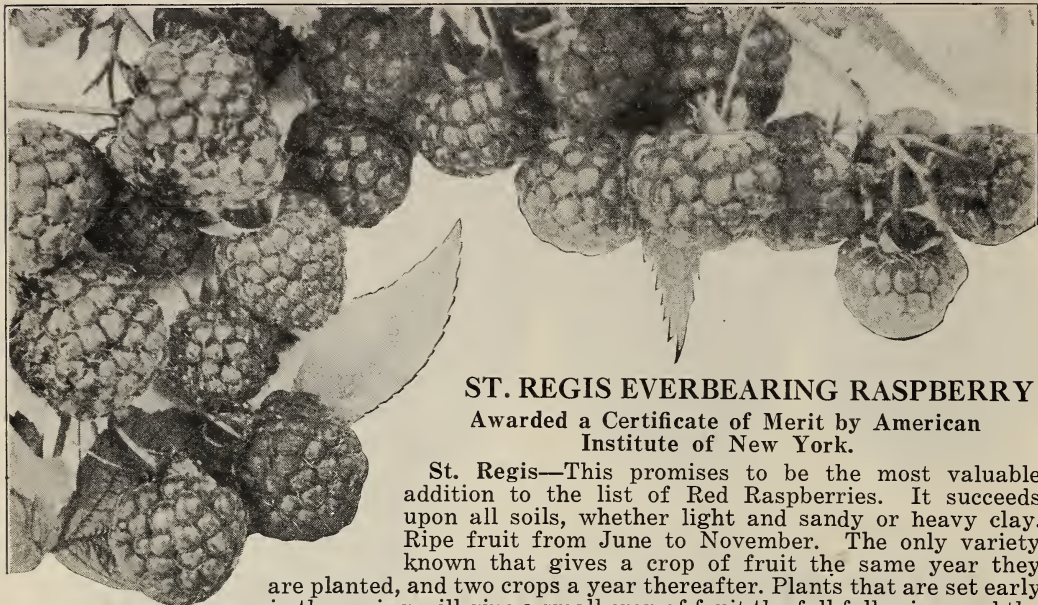 ST. REGIS EVERBEARING RASPBERRY
Awarded a Certificate of Merit by American
Institute of New York.
St. Regis—This promises to be the most valuable
addition to the list of Red Raspberries. It succeeds
upon all soils, whether light and sandy or heavy clay.
Ripe fruit from June to November. The only variety
known that gives a crop of fruit the same year they
are planted, and two crops a year thereafter. Plants that are set early